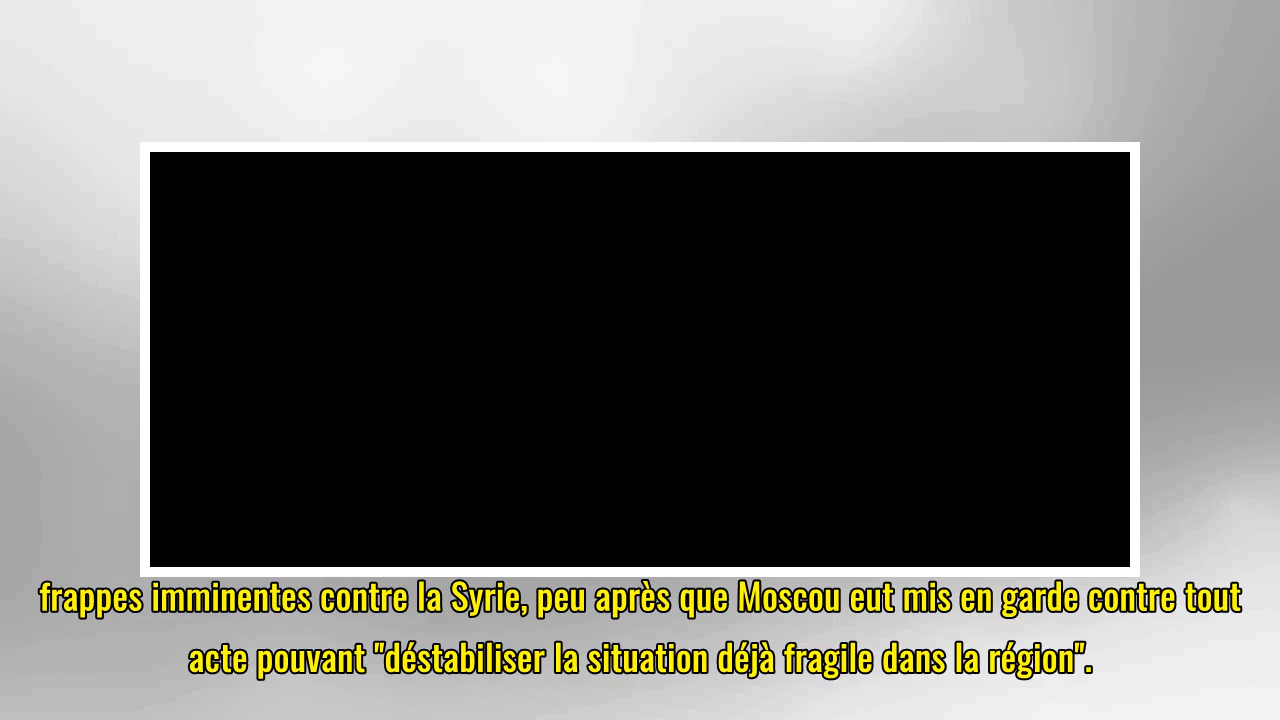 frappes imminentes contre la Syrie, peu après que Moscou eut mis en garde contre tout
acte pouvant "déstabiliser la situation déjà fragile dans la région".